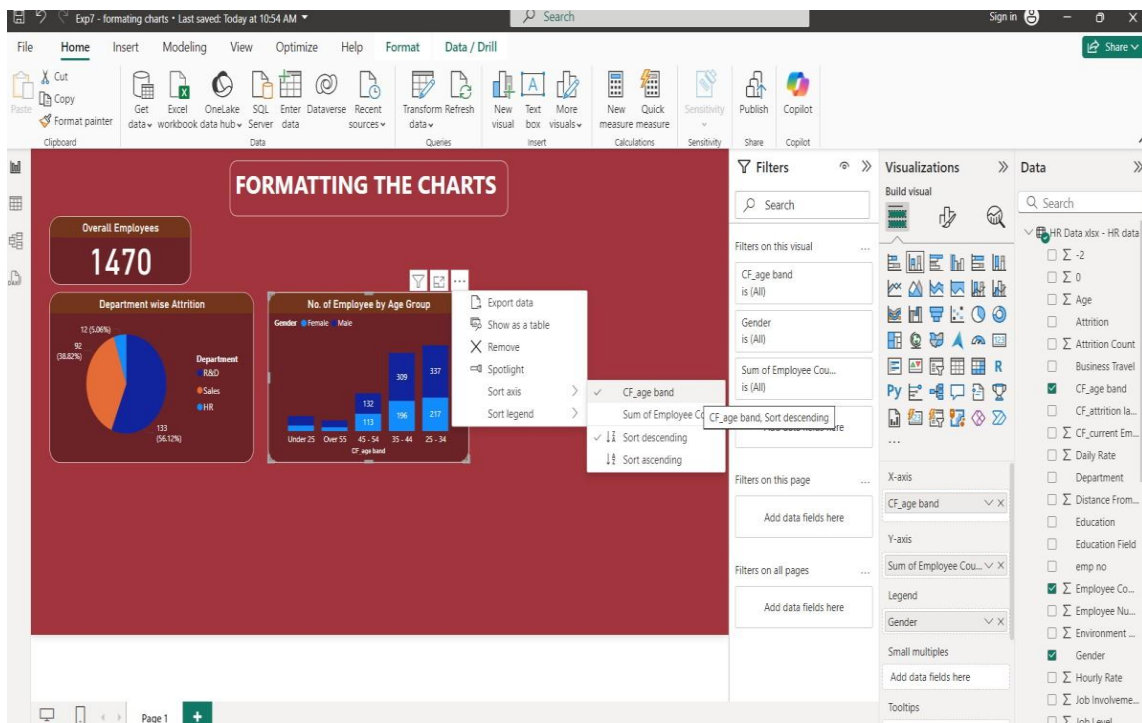 Exp7 - formating charts • Last saved: Today at 10:54 AM
Search
Sign in
File Home Insert Modeling View Optimize Help Format Data / Drill
Share
Paste
Cut
Copy
Format painter
Clipboard
Get data
Excel workbook
OneLake data hub
SQL Server
Enter data
Dataverse
Recent sources
Data
Transform data
Refresh
Queries
New visual
Text box
More visuals
Insert
New measure
Quick measure
Calculations
Sensitivity
Sensitivity
Publish
Share
Copilot
Copilot
FORMATTING THE CHARTS
Overall Employees
1470
Department wise Attrition
12 (5.06%)
92
(38.82%)
133
(56.12%)
Department
R&D
Sales
HR
No. of Employee by Age Group
Gender Female Male
132
113
309
196
337
217
Under 25 Over 55 45 - 54 35 - 44 25 - 34
CF_age band
Export data
Show as a table
Remove
Spotlight
Sort axis
Sort legend
CF_age band
Sum of Employee Co
CF_age band, Sort descending
Sort descending
Sort ascending
Filters
Search
Filters on this visual
CF_age band
is (All)
Gender
is (All)
Sum of Employee Cou...
is (All)
Add data fields here
Filters on this page
Add data fields here
Filters on all pages
Add data fields here
Visualizations
Build visual
R
Py
X-axis
CF_age band
Y-axis
Sum of Employee Cou...
Legend
Gender
Small multiples
Add data fields here
Tooltips
Data
Search
HR Data xlsx - HR data
-2
0
Age
Attrition
Attrition Count
Business Travel
CF_age band
CF_attrition la...
CF_current Em...
Daily Rate
Department
Distance From...
Education
Education Field
emp no
Employee Co...
Employee Nu...
Environment ...
Gender
Hourly Rate
Job Involveme...
Job Level
Page 1